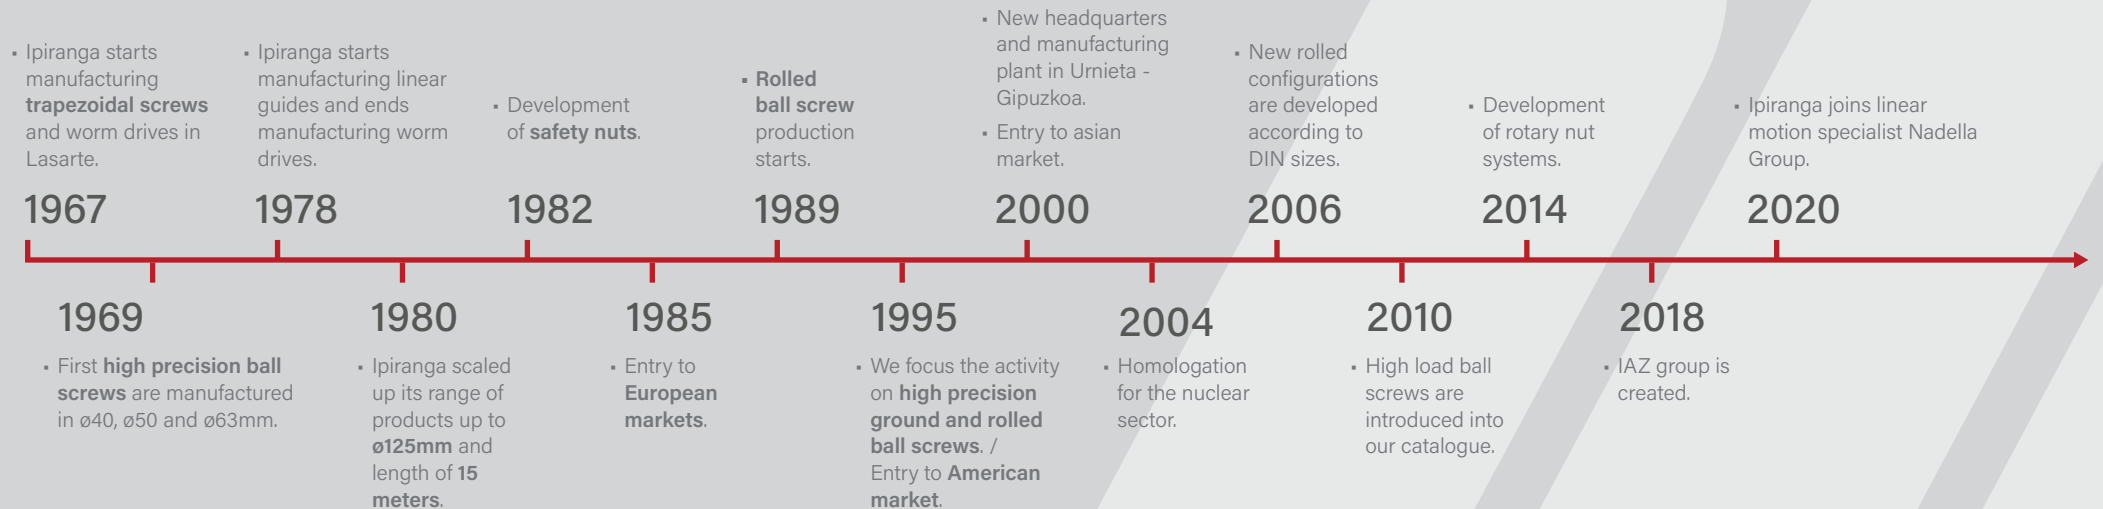 ▪ Ipiranga starts
manufacturing
trapezoidal screws
and worm drives in
Lasarte.
1967
▪ First high precision ball
screws are manufactured
in ø40, ø50 and ø63mm.
1969
▪ Ipiranga starts
manufacturing linear
guides and ends
manufacturing worm
drives.
1978
1980
▪ Ipiranga scaled
up its range of
products up to
ø125mm and
length of 15
meters.
▪ Development
of safety nuts.
1982
1985
▪ Entry to
European
markets.
▪ Rolled
ball screw
production
starts.
1989
1995
▪ We focus the activity
on high precision
ground and rolled
ball screws. /
Entry to American
market.
▪ New headquarters
and manufacturing
plant in Urnieta -
Gipuzkoa.
▪ Entry to asian
market.
2000
2004
▪ Homologation
for the nuclear
sector.
▪ New rolled
configurations
are developed
according to
DIN sizes.
2006
2010
▪ High load ball
screws are
introduced into
our catalogue.
▪ Development
of rotary nut
systems.
2014
2018
▪ IAZ group is
created.
▪ Ipiranga joins linear
motion specialist Nadella
Group.
2020